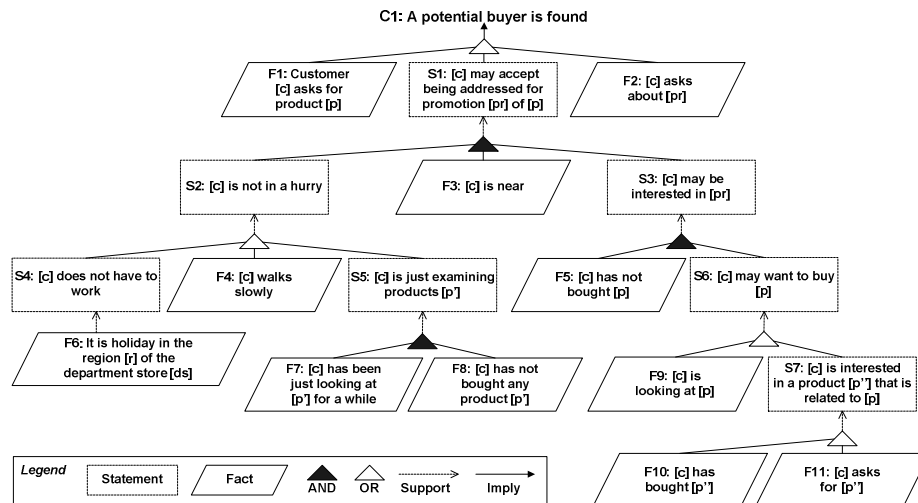 C1: A potential buyer is found
F1: Customer
[c] asks for
product [p]
S1: [c] may accept
being addressed for
promotion [pr] of [p]
F2: [c] asks
about [pr]
S2: [c] is not in a hurry
F3: [c] is near
S3: [c] may be
interested in [pr]
S4: [c] does not have to
work
F4: [c] walks
slowly
S5: [c] is just examining
products [p']
F5: [c] has not
bought [p]
S6: [c] may want to buy
[p]
F6: It is holiday in the
region [r] of the
department store [ds]
F7: [c] has been
just looking at
[p'] for a while
F8: [c] has not
bought any
product [p']
F9: [c] is
looking at [p]
S7: [c] is interested
in a product [p''] that is
related to [p]
F10: [c] has
bought [p'']
F11: [c] asks
for [p'']
Legend
Statement
Fact
AND
OR
Support
Imply